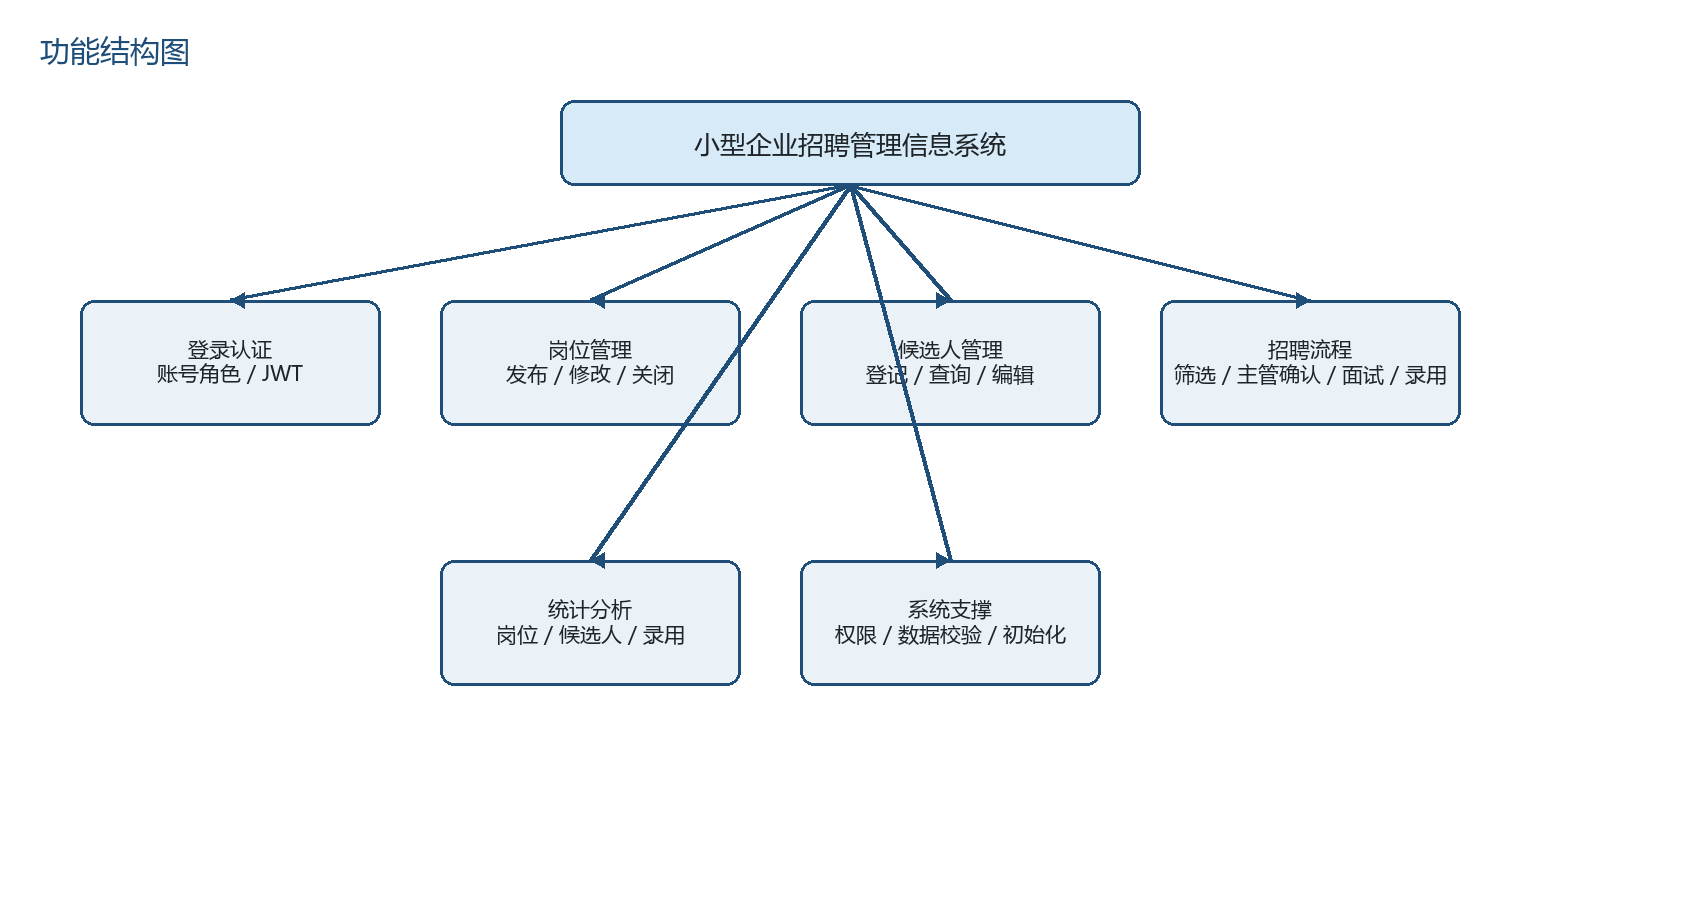 功能结构图
小型企业招聘管理信息系统
登录认证
账号角色 / JWT
岗位管理
发布 / 修改 / 关闭
候选人管理
登记 / 查询 / 编辑
招聘流程
筛选 / 主管确认 / 面试 / 录用
统计分析
岗位 / 候选人 / 录用
系统支撑
权限 / 数据校验 / 初始化